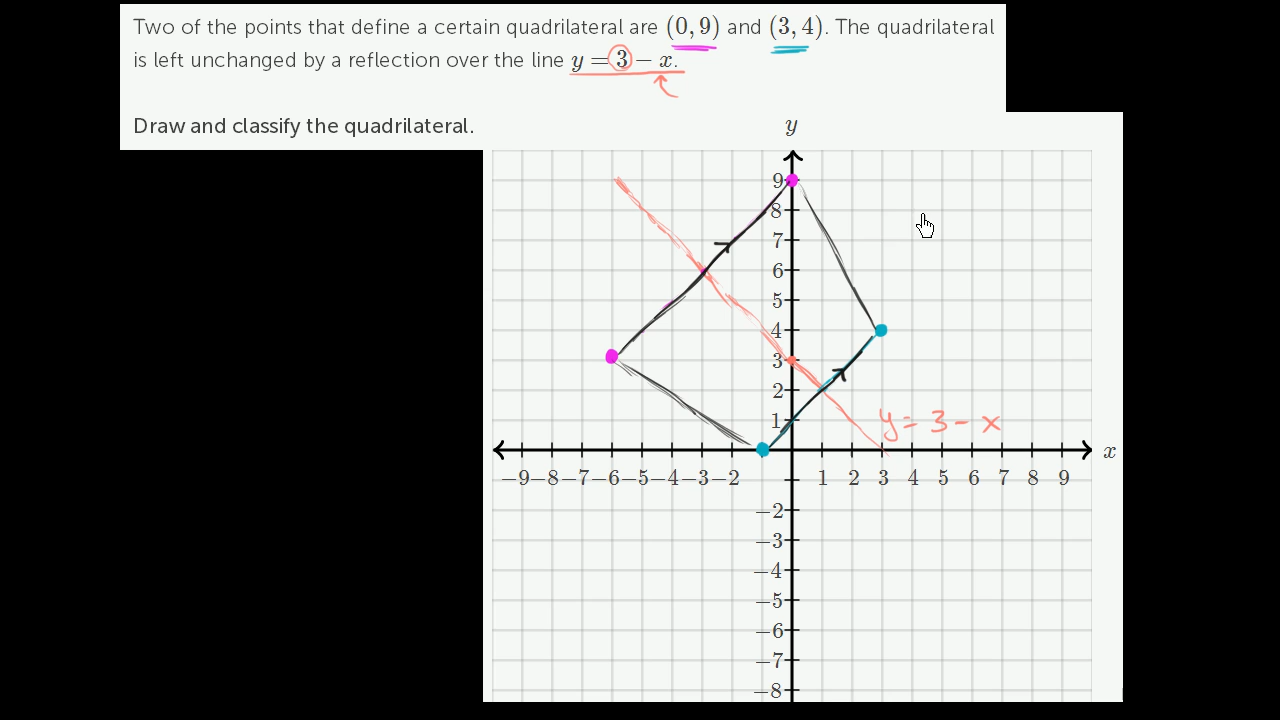 Two of the points that define a certain quadrilateral are (0, 9) and (3, 4). The quadrilateral
is left unchanged by a reflection over the line y = 3 − x.
Draw and classify the quadrilateral.
y
9
8
7
6
5
4
3
2
1
y = 3 − x
x
−9 −8 −7 −6 −5 −4 −3 −2 1 2 3 4 5 6 7 8 9
−2
−3
−4
−5
−6
−7
−8